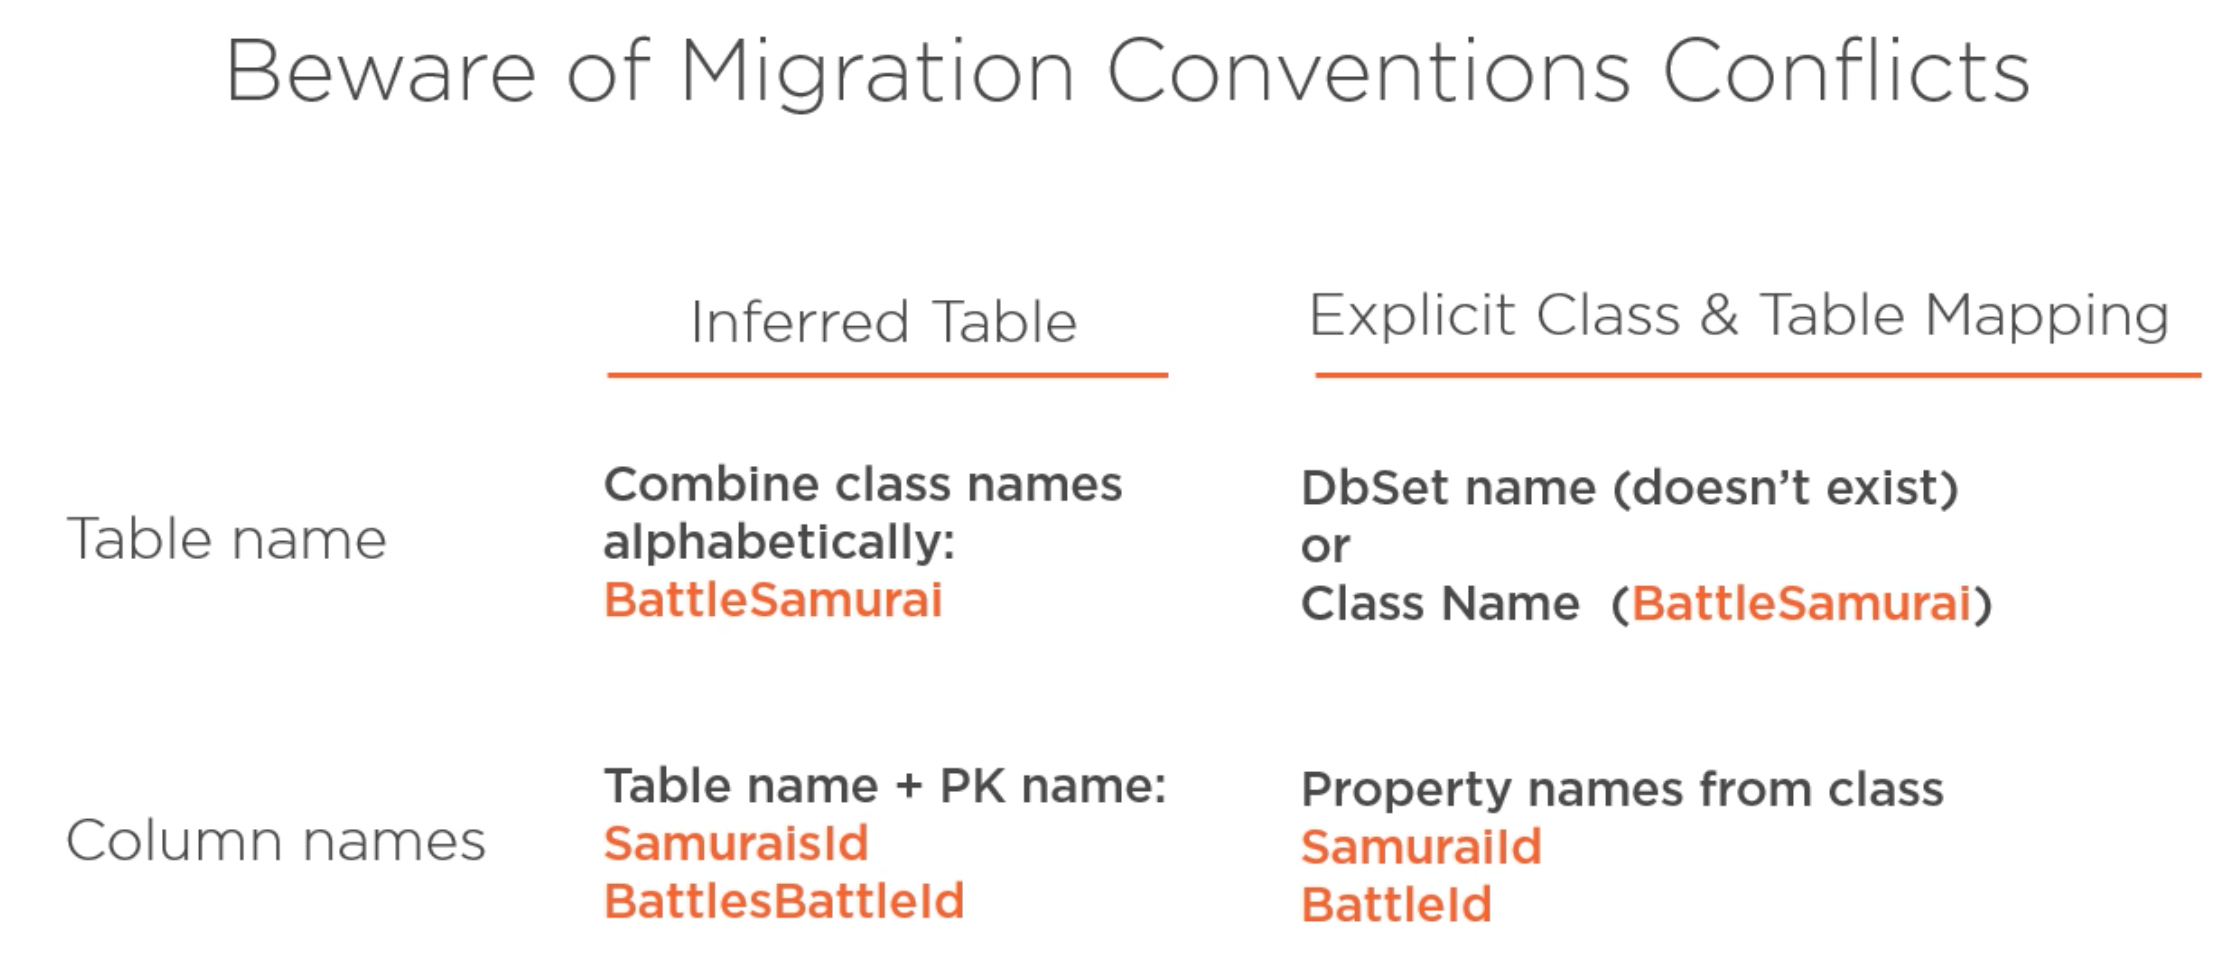 Beware of Migration Conventions Conflicts
Inferred Table
Explicit Class & Table Mapping
Table name
Combine class names
alphabetically:
BattleSamurai
DbSet name (doesn’t exist)
or
Class Name (BattleSamurai)
Column names
Table name + PK name:
SamuraisId
BattlesBattleId
Property names from class
SamuraiId
BattleId